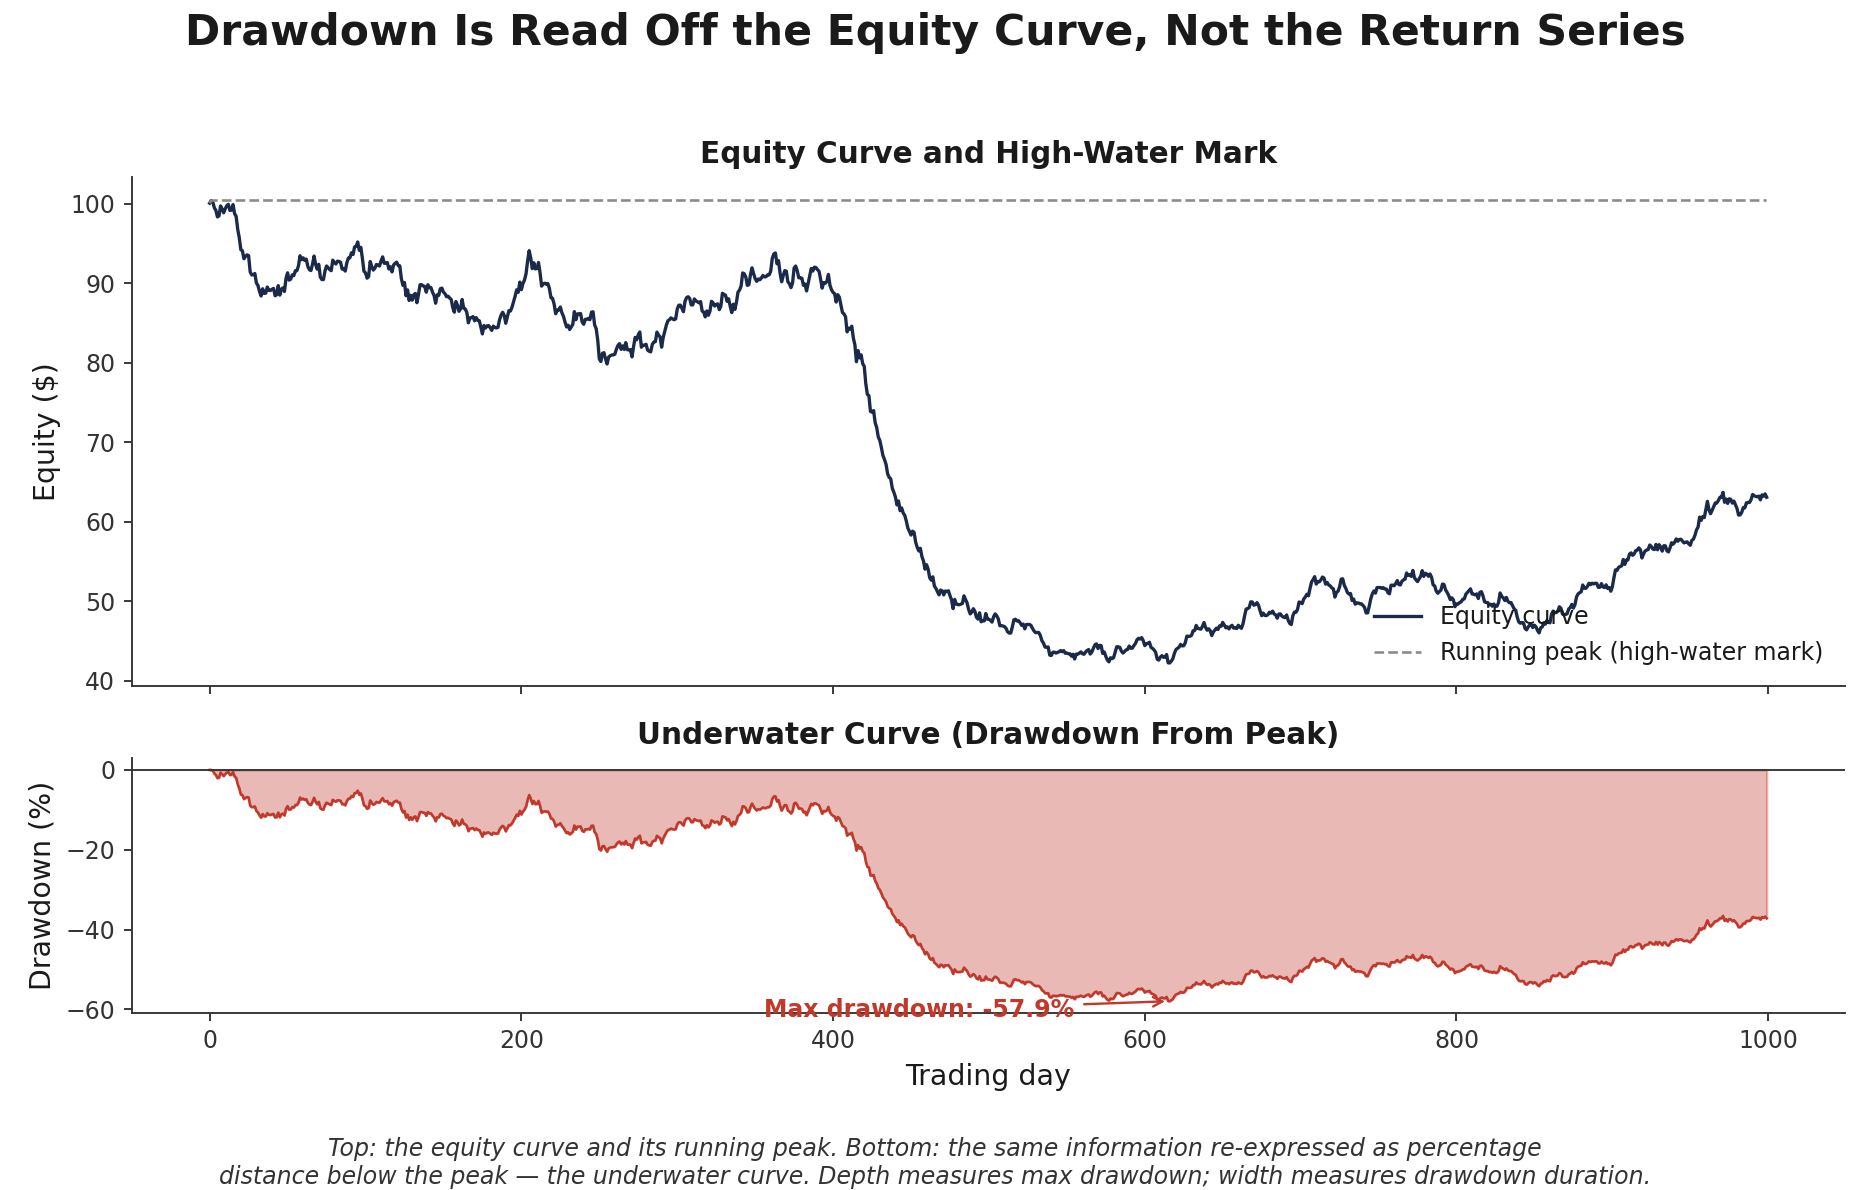 Drawdown Is Read Off the Equity Curve, Not the Return Series
Equity Curve and High-Water Mark
Equity ($)
100
90
80
70
60
50
40
Equity curve
Running peak (high-water mark)
Underwater Curve (Drawdown From Peak)
Drawdown (%)
0
−20
−40
−60
Max drawdown: -57.9%
0
200
400
600
800
1000
Trading day
Top: the equity curve and its running peak. Bottom: the same information re-expressed as percentage
distance below the peak — the underwater curve. Depth measures max drawdown; width measures drawdown duration.